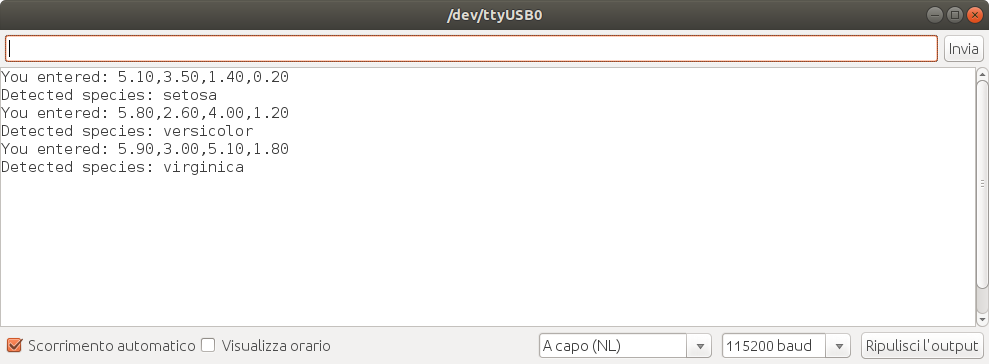 /dev/ttyUSB0
Invia
You entered: 5.10,3.50,1.40,0.20
Detected species: setosa
You entered: 5.80,2.60,4.00,1.20
Detected species: versicolor
You entered: 5.90,3.00,5.10,1.80
Detected species: virginica
Scorrimento automatico Visualizza orario A capo (NL) 115200 baud Ripulisci l'output